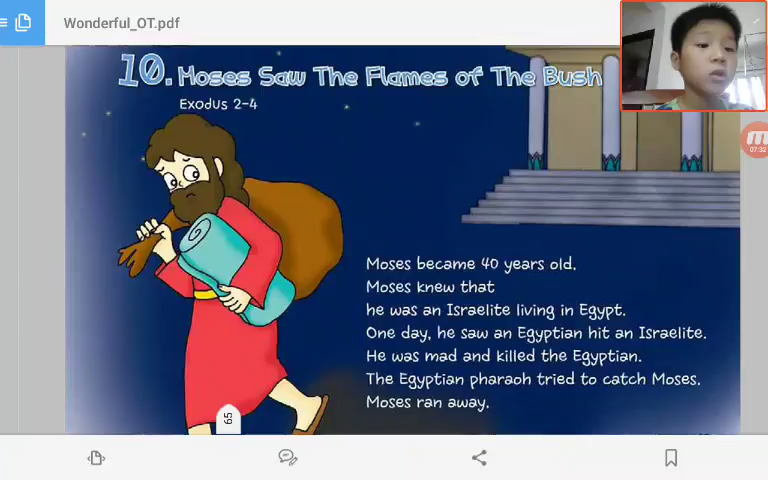 Wonderful_OT.pdf
10. Moses Saw The Flames of The Bush
Exodus 2-4
07:32
Moses became 40 years old.
Moses knew that
he was an Israelite living in Egypt.
One day, he saw an Egyptian hit an Israelite.
He was mad and killed the Egyptian.
The Egyptian pharaoh tried to catch Moses.
Moses ran away.
65